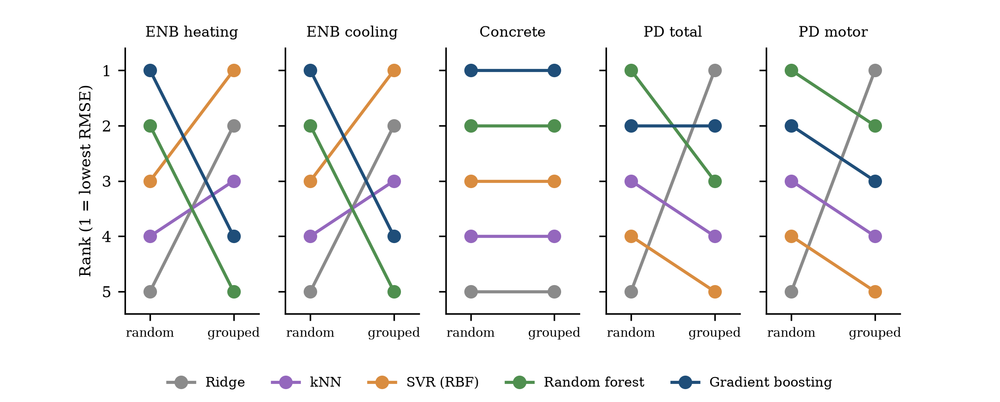 ENB heating
ENB cooling
Concrete
PD total
PD motor
Rank (1 = lowest RMSE)
1
2
3
4
5
random grouped
random grouped
random grouped
random grouped
random grouped
Ridge kNN SVR (RBF) Random forest Gradient boosting